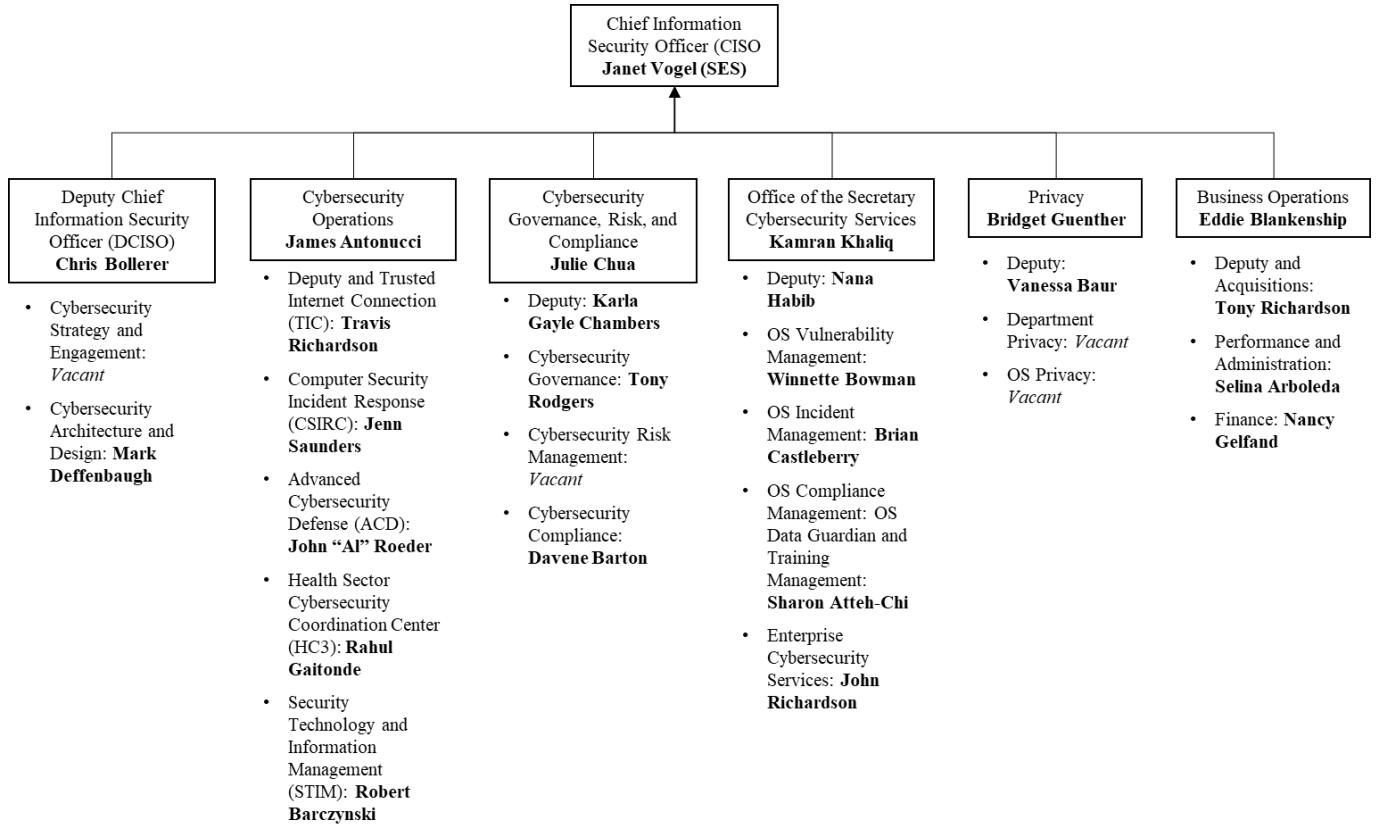 Chief Information
Security Officer (CISO
Janet Vogel (SES)
Deputy Chief
Information Security
Officer (DCISO)
Chris Bollerer
• Cybersecurity
Strategy and
Engagement:
Vacant
• Cybersecurity
Architecture and
Design: Mark
Deffenbaugh
Cybersecurity
Operations
James Antonucci
• Deputy and Trusted
Internet Connection
(TIC): Travis
Richardson
• Computer Security
Incident Response
(CSIRC): Jenn
Saunders
• Advanced
Cybersecurity
Defense (ACD):
John “Al” Roeder
• Health Sector
Cybersecurity
Coordination Center
(HC3): Rahul
Gaitonde
• Security
Technology and
Information
Management
(STIM): Robert
Barczynski
Cybersecurity
Governance, Risk, and
Compliance
Julie Chua
• Deputy: Karla
Gayle Chambers
• Cybersecurity
Governance: Tony
Rodgers
• Cybersecurity Risk
Management:
Vacant
• Cybersecurity
Compliance:
Davene Barton
Office of the Secretary
Cybersecurity Services
Kamran Khaliq
• Deputy: Nana
Habib
• OS Vulnerability
Management:
Winnette Bowman
• OS Incident
Management: Brian
Castleberry
• OS Compliance
Management: OS
Data Guardian and
Training
Management:
Sharon Atteh-Chi
• Enterprise
Cybersecurity
Services: John
Richardson
Privacy
Bridget Guenther
• Deputy:
Vanessa Baur
• Department
Privacy: Vacant
• OS Privacy:
Vacant
Business Operations
Eddie Blankenship
• Deputy and
Acquisitions:
Tony Richardson
• Performance and
Administration:
Selina Arboleda
• Finance: Nancy
Gelfand